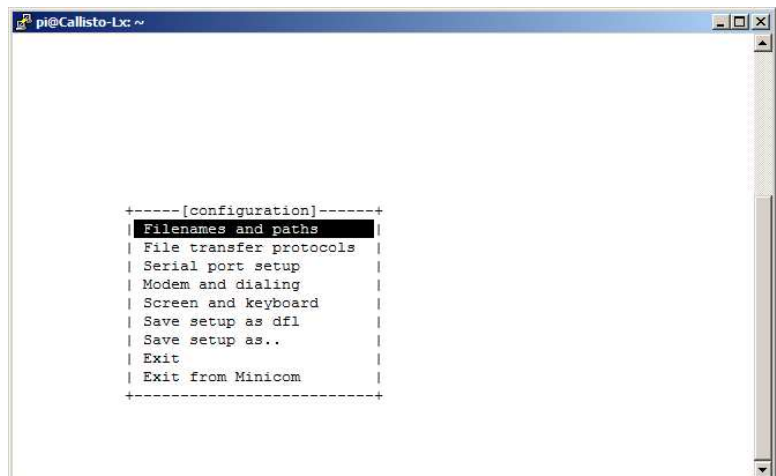 pi@Callisto-Lx: ~
+-----[configuration]------+
| Filenames and paths |
| File transfer protocols |
| Serial port setup |
| Modem and dialing |
| Screen and keyboard |
| Save setup as dfl |
| Save setup as.. |
| Exit |
| Exit from Minicom |
+--------------------------+